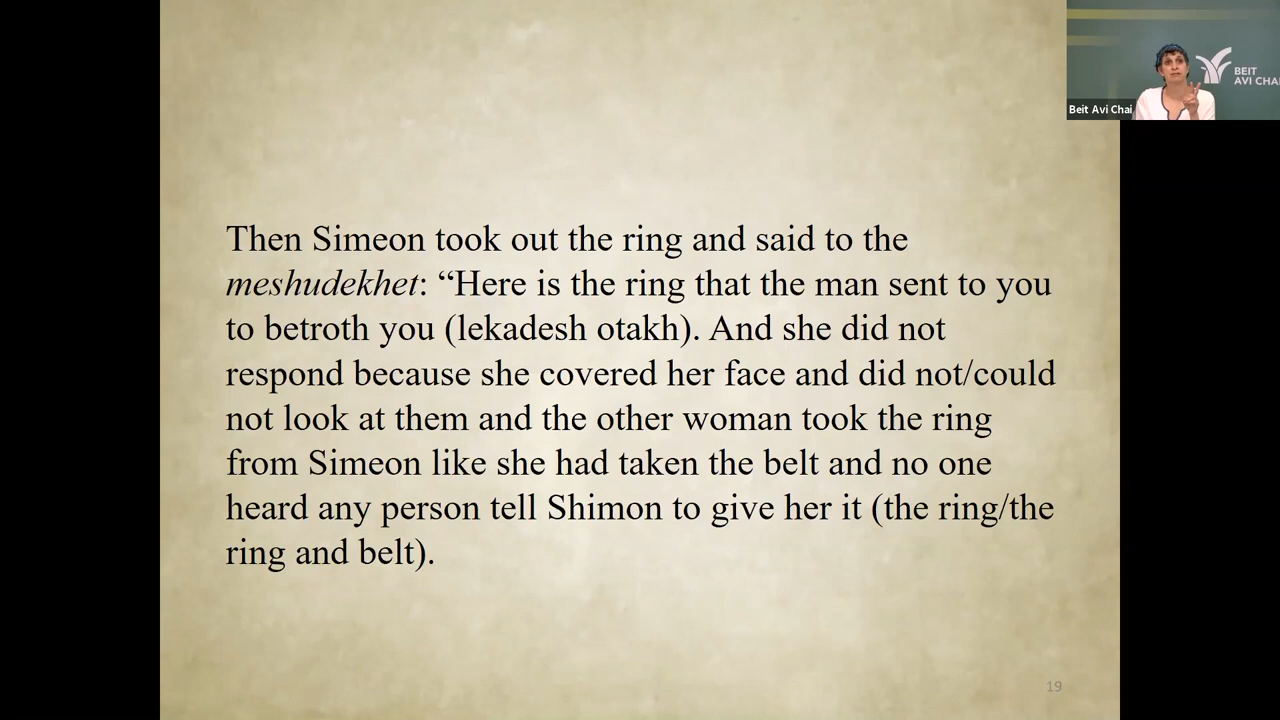 Then Simeon took out the ring and said to the
meshudekhet: “Here is the ring that the man sent to you
to betroth you (lekadesh otakh). And she did not
respond because she covered her face and did not/could
not look at them and the other woman took the ring
from Simeon like she had taken the belt and no one
heard any person tell Shimon to give her it (the ring/the
ring and belt).
19
BEIT
AVI CHAI
Beit Avi Chai